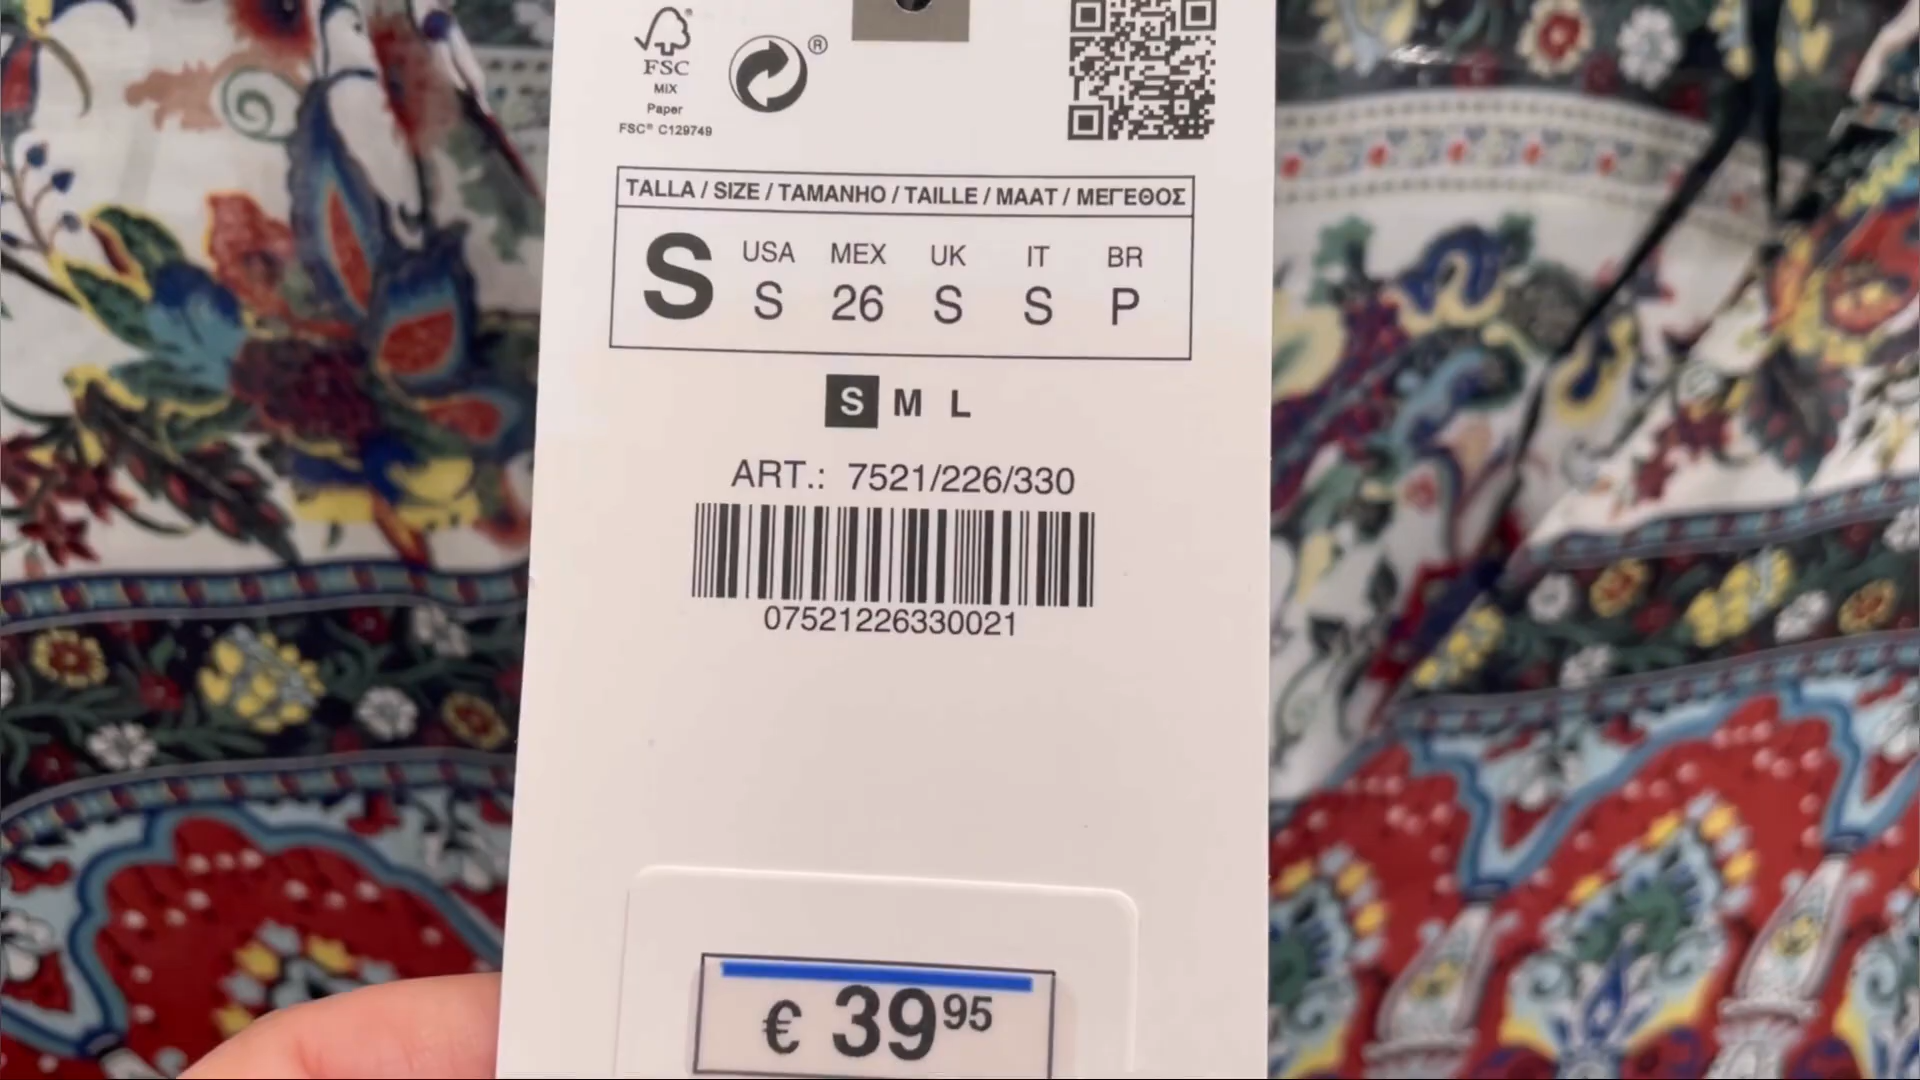 FSC®
MIX
Paper
FSC® C129749
®
TALLA / SIZE / TAMANHO / TAILLE / MAAT / ΜΕΓΕΘΟΣ
S
USA MEX UK IT BR
S 26 S S P
S M L
ART.: 7521/226/330
07521226330021
€ 39 95